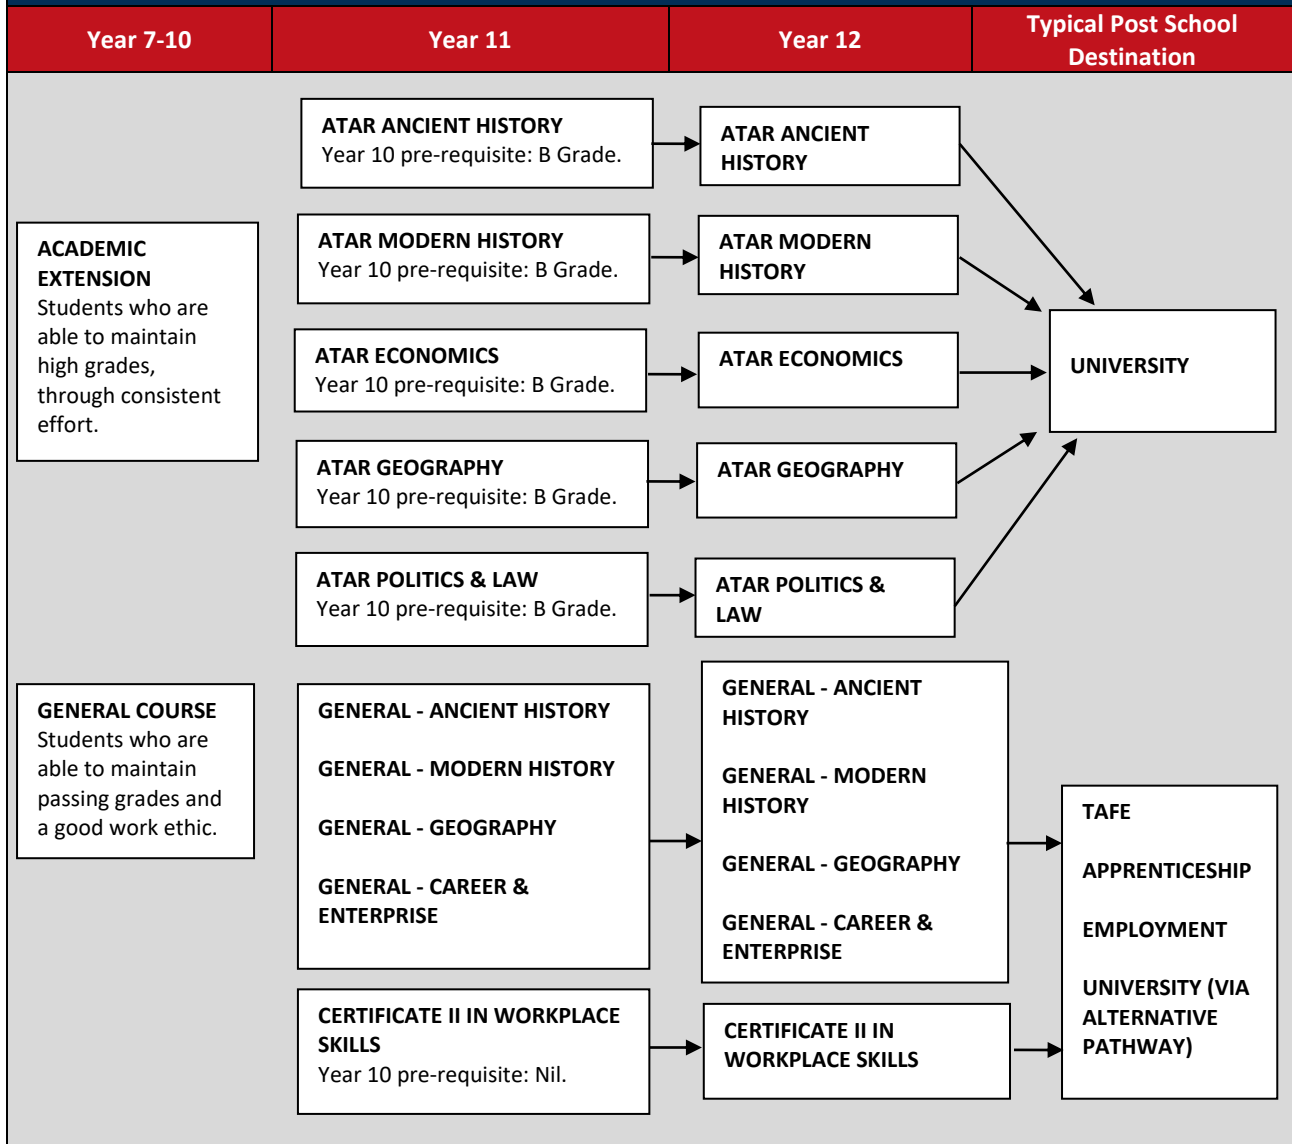 Year 7-10
Year 11
Year 12
Typical Post School
Destination
ATAR ANCIENT HISTORY
Year 10 pre-requisite: B Grade.
ATAR ANCIENT
HISTORY
ACADEMIC
EXTENSION
Students who are
able to maintain
high grades,
through consistent
effort.
ATAR MODERN HISTORY
Year 10 pre-requisite: B Grade.
ATAR MODERN
HISTORY
ATAR ECONOMICS
Year 10 pre-requisite: B Grade.
ATAR ECONOMICS
UNIVERSITY
ATAR GEOGRAPHY
Year 10 pre-requisite: B Grade.
ATAR GEOGRAPHY
ATAR POLITICS & LAW
Year 10 pre-requisite: B Grade.
ATAR POLITICS &
LAW
GENERAL COURSE
Students who are
able to maintain
passing grades and
a good work ethic.
GENERAL - ANCIENT HISTORY
GENERAL - MODERN HISTORY
GENERAL - GEOGRAPHY
GENERAL - CAREER &
ENTERPRISE
GENERAL - ANCIENT
HISTORY
GENERAL - MODERN
HISTORY
GENERAL - GEOGRAPHY
GENERAL - CAREER &
ENTERPRISE
TAFE
APPRENTICESHIP
EMPLOYMENT
UNIVERSITY (VIA
ALTERNATIVE
PATHWAY)
CERTIFICATE II IN WORKPLACE
SKILLS
Year 10 pre-requisite: Nil.
CERTIFICATE II IN
WORKPLACE SKILLS